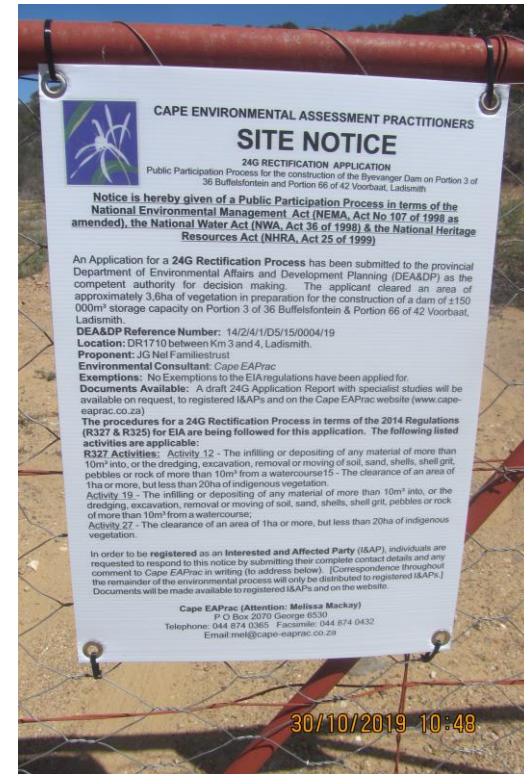 CAPE ENVIRONMENTAL ASSESSMENT PRACTITIONERS
SITE NOTICE
24G RECTIFICATION APPLICATION
Public Participation Process for the construction of the Byevanger Dam on Portion 3 of
36 Buffelsfontein and Portion 66 of 42 Voorbaat, Ladismith
Notice is hereby given of a Public Participation Process in terms of the
National Environmental Management Act (NEMA, Act No 107 of 1998 as
amended), the National Water Act (NWA, Act 36 of 1998) & the National Heritage
Resources Act (NHRA, Act 25 of 1999)
An Application for a 24G Rectification Process has been submitted to the provincial
Department of Environmental Affairs and Development Planning (DEA&DP) as the
competent authority for decision making. The applicant cleared an area of
approximately 3,6ha of vegetation in preparation for the construction of a dam of ±150
000m³ storage capacity on Portion 3 of 36 Buffelsfontein & Portion 66 of 42 Voorbaat,
Ladismith.
DEA&DP Reference Number: 14/2/4/1/D5/15/0004/19
Location: DR1710 between Km 3 and 4, Ladismith.
Proponent: JG Nel Familiestrust
Environmental Consultant: Cape EAPrac
Exemptions: No Exemptions to the EIA regulations have been applied for.
Documents Available: A draft 24G Application Report with specialist studies will be
available on request, to registered I&APs and on the Cape EAPrac website (www.cape-
eaprac.co.za)
The procedures for a 24G Rectification Process in terms of the 2014 Regulations
(R327 & R325) for EIA are being followed for this application. The following listed
activities are applicable:
R327 Activities: Activity 12 - The infilling or depositing of any material of more than
10m³ into, or the dredging, excavation, removal or moving of soil, sand, shells, shell grit,
pebbles or rock of more than 10m³ from a watercourse15 - The clearance of an area of
1ha or more, but less than 20ha of indigenous vegetation.
Activity 19 - The infilling or depositing of any material of more than 10m³ into, or the
dredging, excavation, removal or moving of soil, sand, shells, shell grit, pebbles or rock
of more than 10m³ from a watercourse;
Activity 27 - The clearance of an area of 1ha or more, but less than 20ha of indigenous
vegetation.
In order to be registered as an Interested and Affected Party (I&AP), individuals are
requested to respond to this notice by submitting their complete contact details and any
comment to Cape EAPrac in writing (to address below). [Correspondence throughout
the remainder of the environmental process will only be distributed to registered I&APs.]
Documents will be made available to registered I&APs and on the website.
Cape EAPrac (Attention: Melissa Mackay)
P O Box 2070 George 6530
Telephone: 044 874 0365 Facsimile: 044 874 0432
Email:mel@cape-eaprac.co.za
30/10/2019 10:48